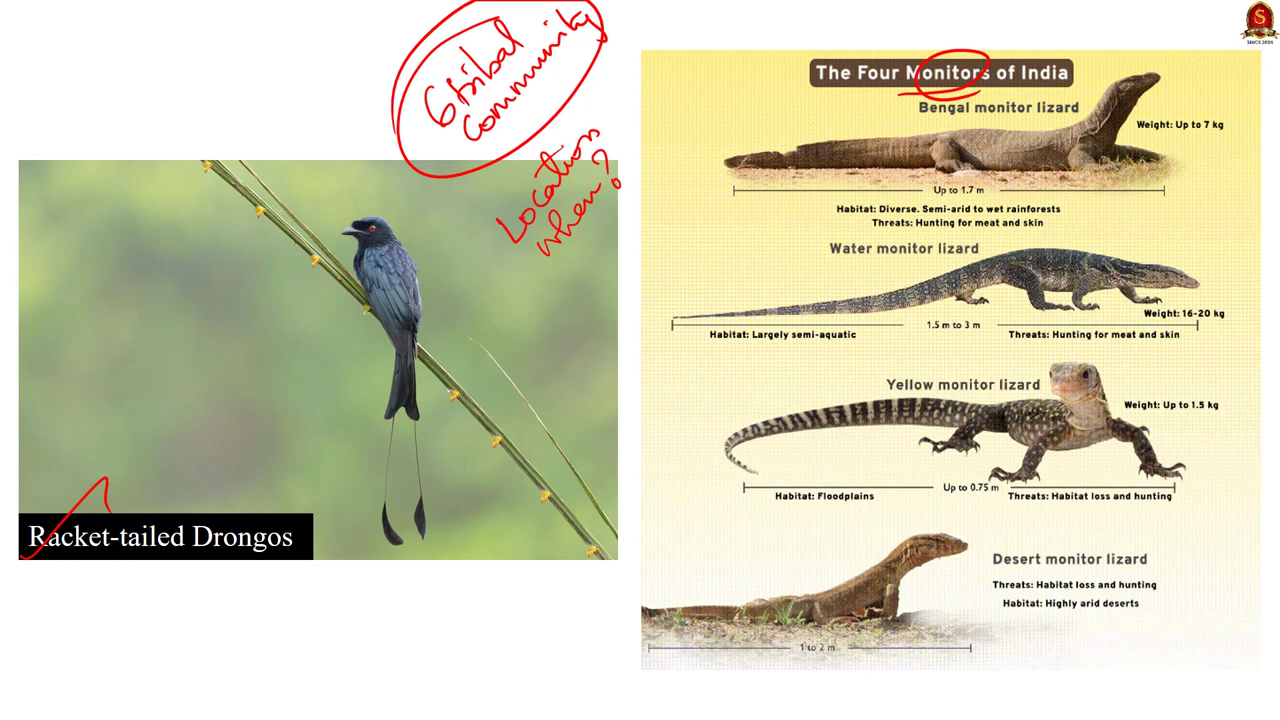 6 tribal
community
Location
when?
Racket-tailed Drongos
S
SINCE 2004
The Four Monitors of India
Bengal monitor lizard
Weight: Up to 7 kg
Up to 1.7 m
Habitat: Diverse. Semi-arid to wet rainforests
Threats: Hunting for meat and skin
Water monitor lizard
Weight: 16-20 kg
1.5 m to 3 m
Habitat: Largely semi-aquatic
Threats: Hunting for meat and skin
Yellow monitor lizard
Weight: Up to 1.5 kg
Up to 0.75 m
Habitat: Floodplains
Threats: Habitat loss and hunting
Desert monitor lizard
Threats: Habitat loss and hunting
Habitat: Highly arid deserts
1 to 2 m